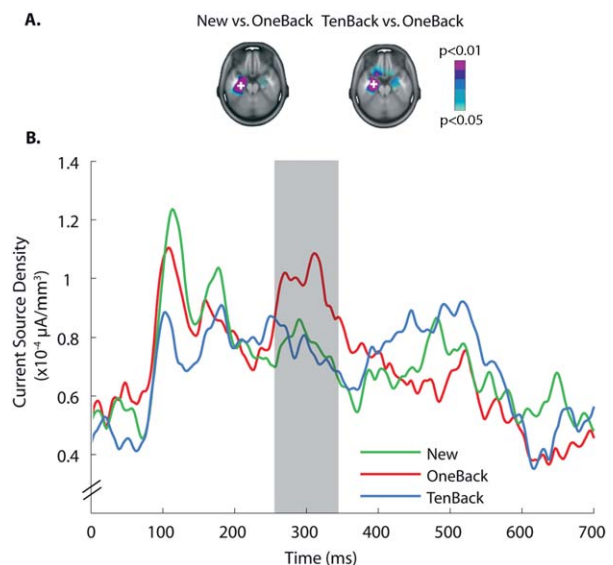 A.
New vs. OneBack TenBack vs. OneBack
p<0.01
p<0.05
B.
1.4
1.2
1
0.8
0.6
0.4
Current Source Density
(x10⁻⁴ µA/mm³)
New
OneBack
TenBack
0 100 200 300 400 500 600 700
Time (ms)